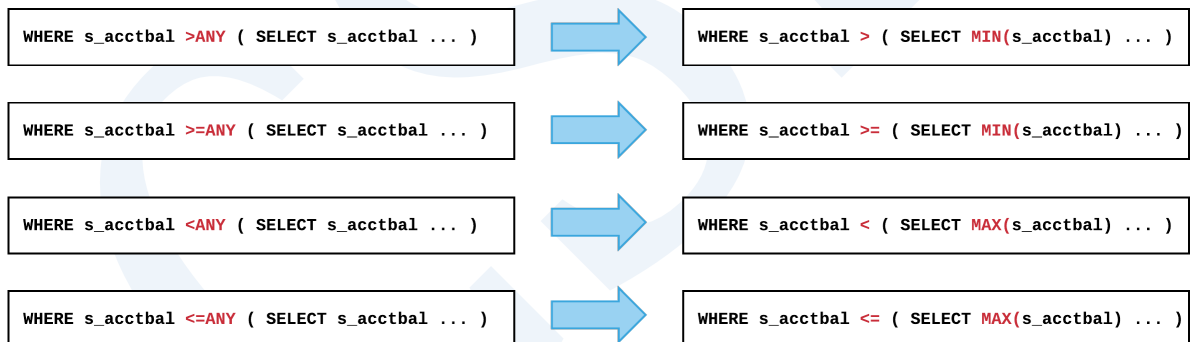 WHERE s_acctbal >ANY ( SELECT s_acctbal ... )
WHERE s_acctbal > ( SELECT MIN(s_acctbal) ... )
WHERE s_acctbal >=ANY ( SELECT s_acctbal ... )
WHERE s_acctbal >= ( SELECT MIN(s_acctbal) ... )
WHERE s_acctbal <ANY ( SELECT s_acctbal ... )
WHERE s_acctbal < ( SELECT MAX(s_acctbal) ... )
WHERE s_acctbal <=ANY ( SELECT s_acctbal ... )
WHERE s_acctbal <= ( SELECT MAX(s_acctbal) ... )